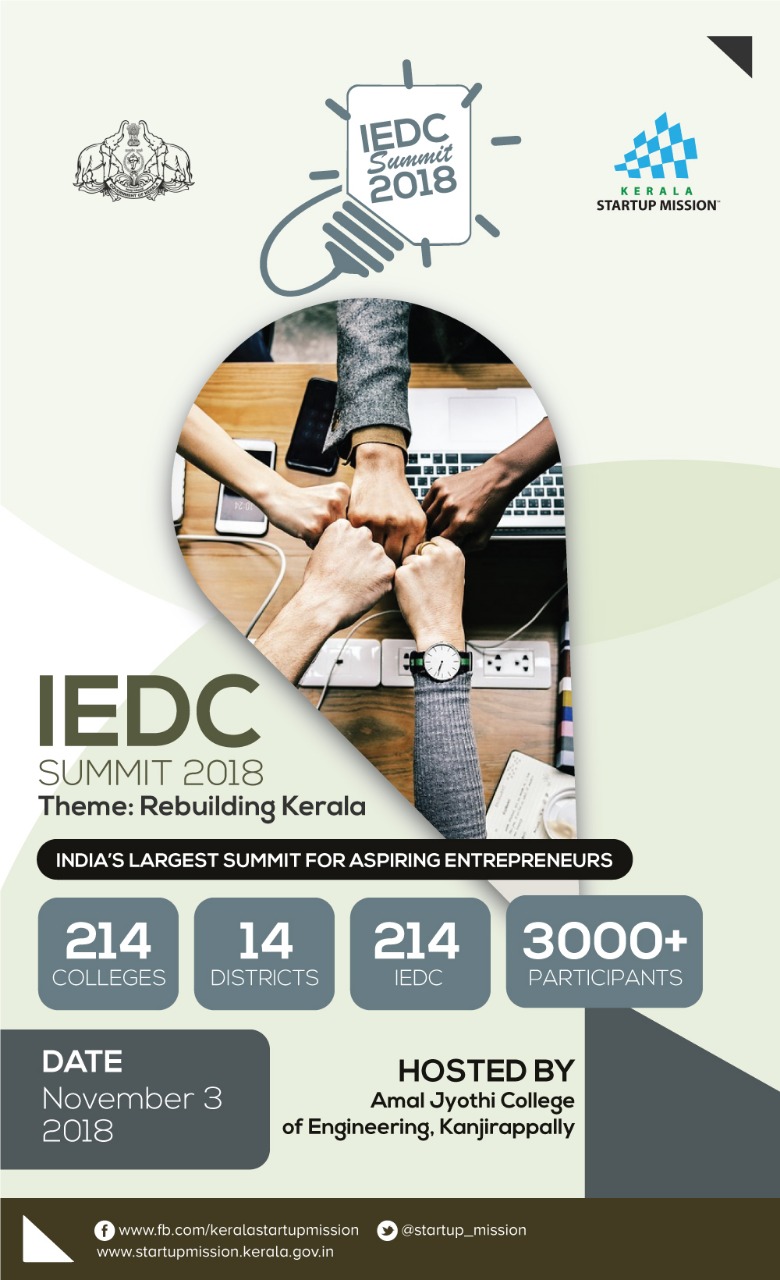 IEDC
Summit
2018
KERALA
STARTUP MISSION™
IEDC
SUMMIT 2018
Theme: Rebuilding Kerala
INDIA'S LARGEST SUMMIT FOR ASPIRING ENTREPRENEURS
214
COLLEGES
14
DISTRICTS
214
IEDC
3000+
PARTICIPANTS
DATE
November 3
2018
HOSTED BY
Amal Jyothi College
of Engineering, Kanjirappally
www.fb.com/keralastartupmission @startup_mission
www.startupmission.kerala.gov.in